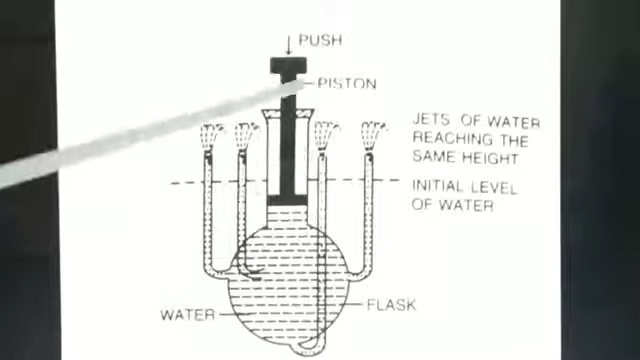 PUSH
PISTON
JETS OF WATER
REACHING THE
SAME HEIGHT
INITIAL LEVEL
OF WATER
WATER
FLASK